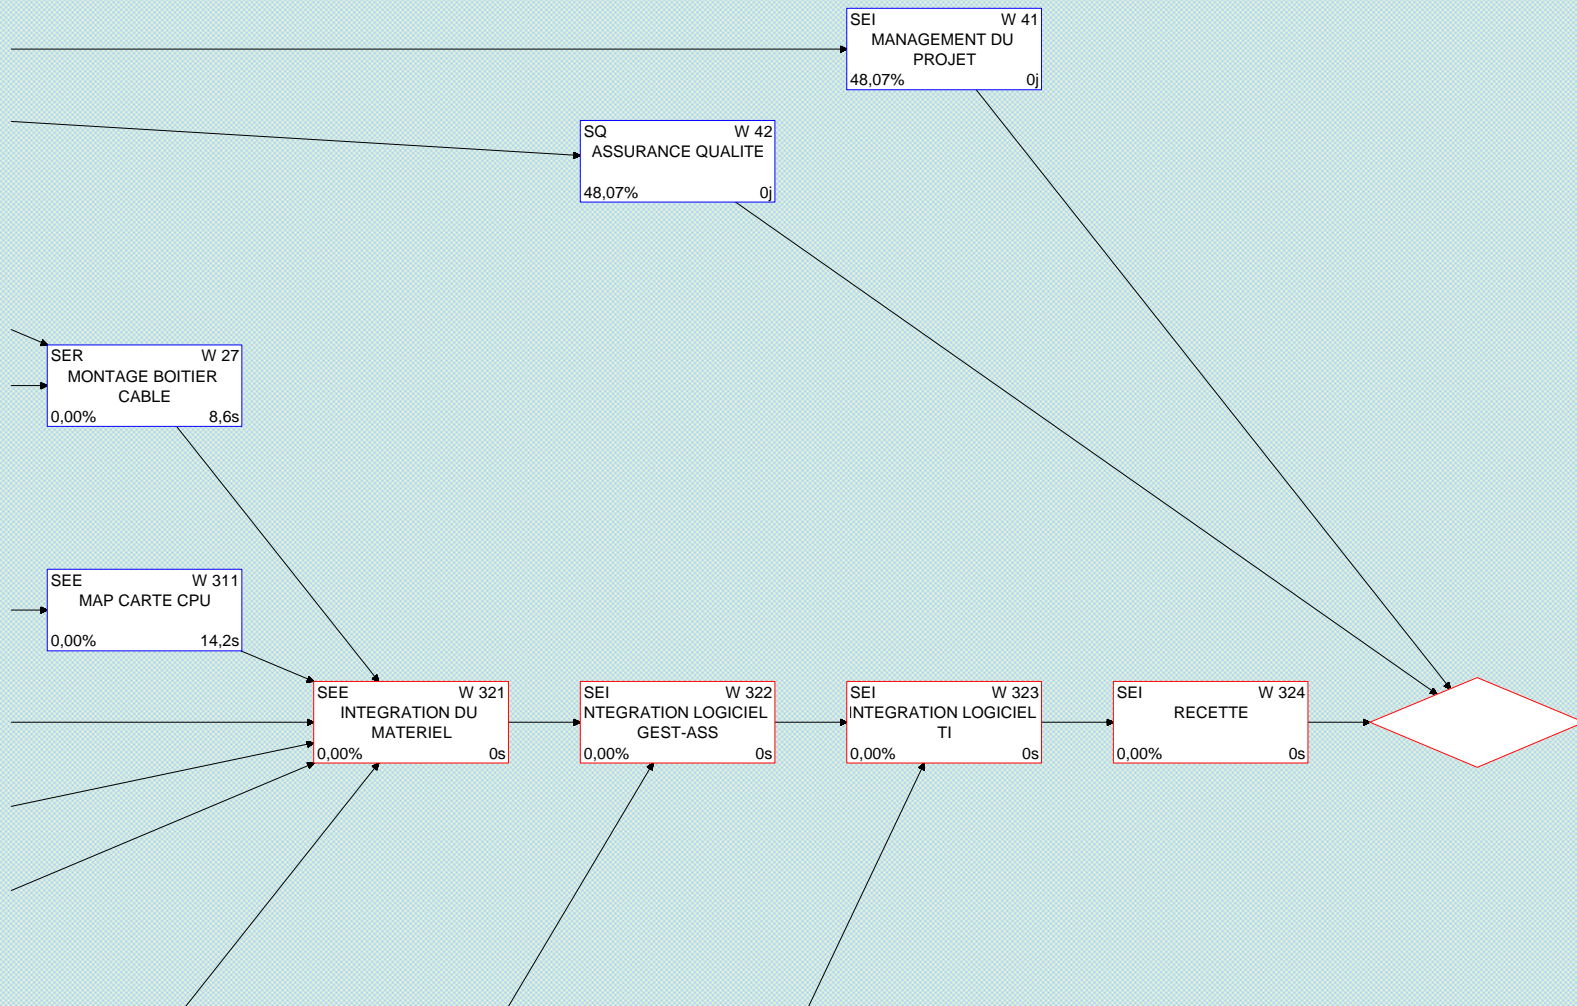 SEI W 41
MANAGEMENT DU
PROJET
48,07% 0j
SQ W 42
ASSURANCE QUALITE
48,07% 0j
SER W 27
MONTAGE BOITIER
CABLE
0,00% 8,6s
SEE W 311
MAP CARTE CPU
0,00% 14,2s
SEE W 321
INTEGRATION DU
MATERIEL
0,00% 0s
SEI W 322
NTEGRATION LOGICIEL
GEST-ASS
0,00% 0s
SEI W 323
INTEGRATION LOGICIEL
TI
0,00% 0s
SEI W 324
RECETTE
0,00% 0s